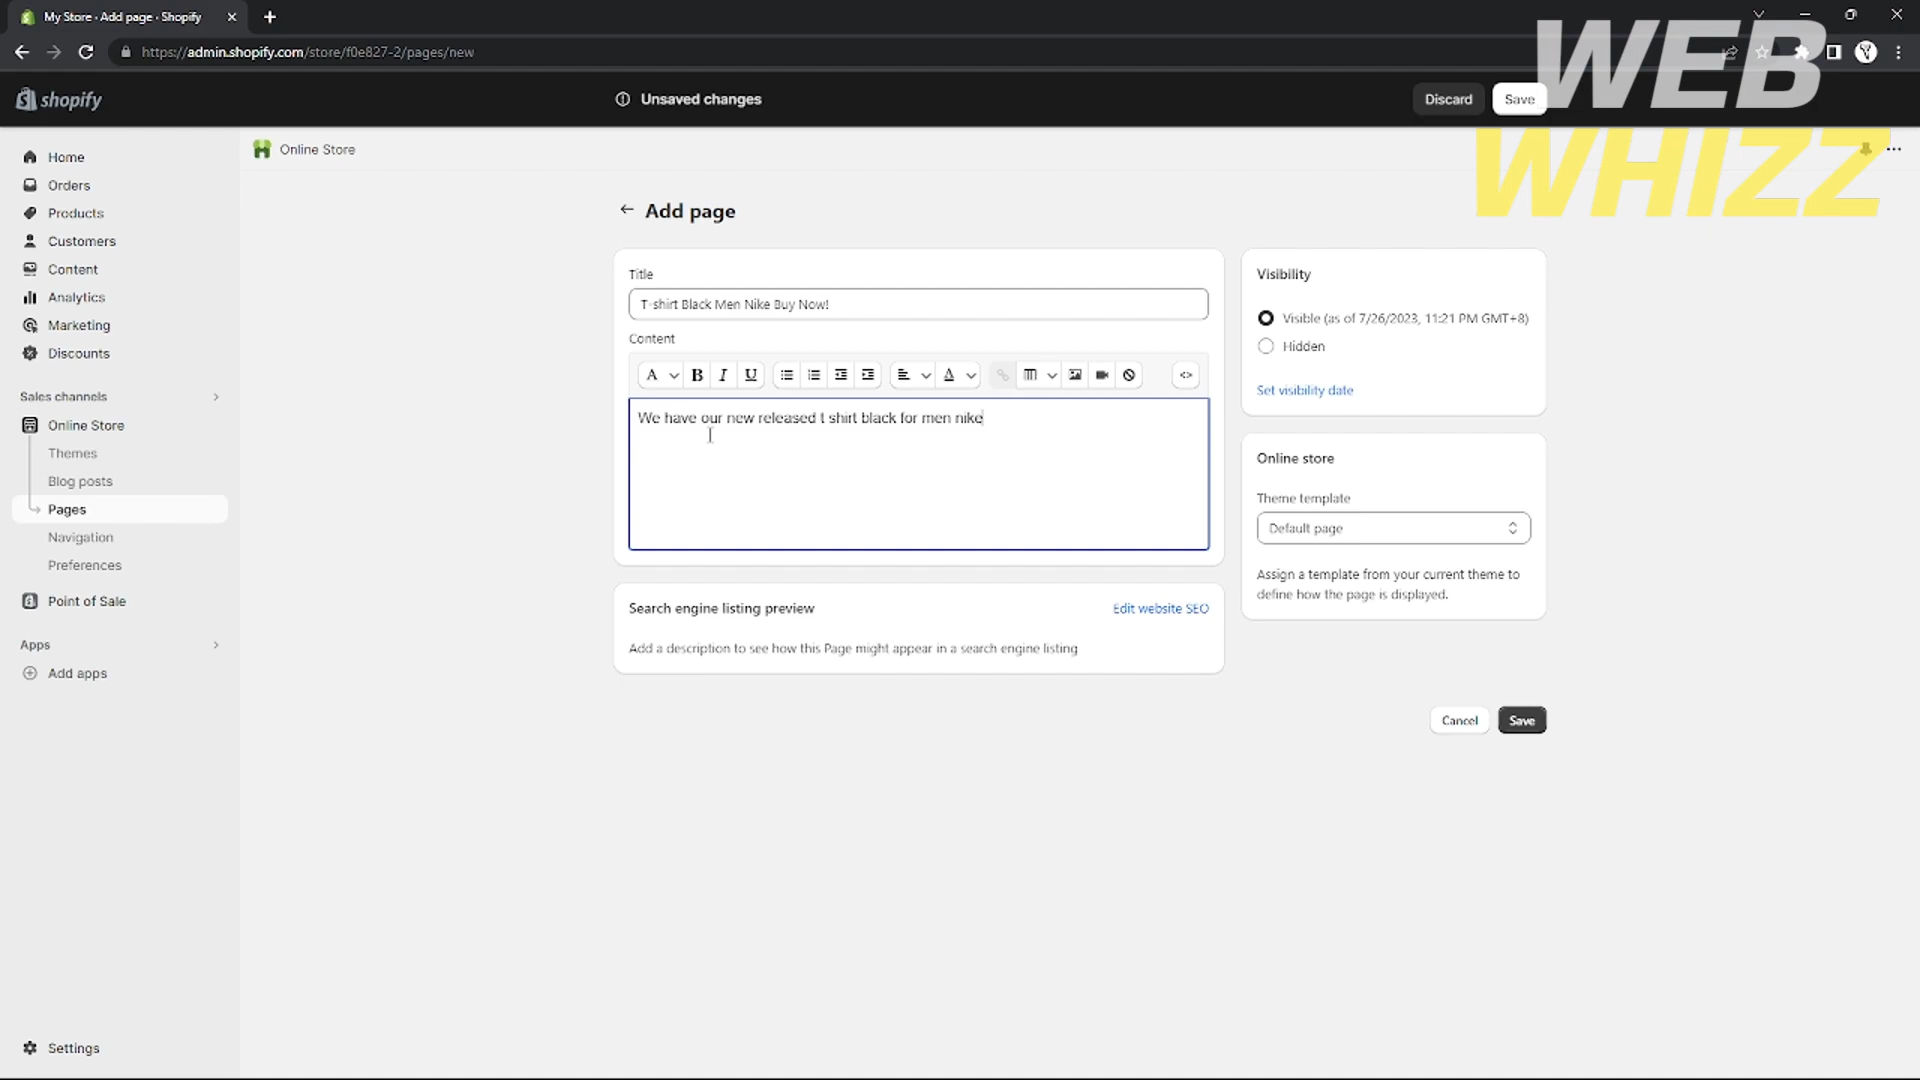 My Store · Add page · Shopify
https://admin.shopify.com/store/f0e827-2/pages/new
WEB
WHIZZ
shopify
Unsaved changes
Discard
Save
Home
Orders
Products
Customers
Content
Analytics
Marketing
Discounts
Sales channels
Online Store
Themes
Blog posts
Pages
Navigation
Preferences
Point of Sale
Apps
Add apps
Settings
Online Store
Add page
Title
T-shirt Black Men Nike Buy Now!
Content
A B I U A <>
We have our new released t shirt black for men nike
Search engine listing preview
Edit website SEO
Add a description to see how this Page might appear in a search engine listing
Visibility
Visible (as of 7/26/2023, 11:21 PM GMT+8)
Hidden
Set visibility date
Online store
Theme template
Default page
Assign a template from your current theme to
define how the page is displayed.
Cancel
Save